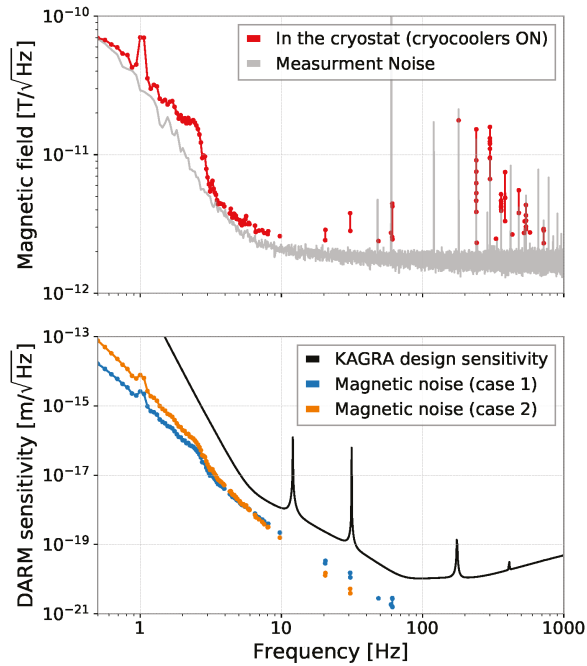 10⁻¹⁰
10⁻¹¹
10⁻¹²
Magnetic field [T/√Hz]
In the cryostat (cryocoolers ON)
Measurment Noise
10⁻¹³
10⁻¹⁵
10⁻¹⁷
10⁻¹⁹
10⁻²¹
DARM sensitivity [m/√Hz]
KAGRA design sensitivity
Magnetic noise (case 1)
Magnetic noise (case 2)
1 10 100 1000
Frequency [Hz]